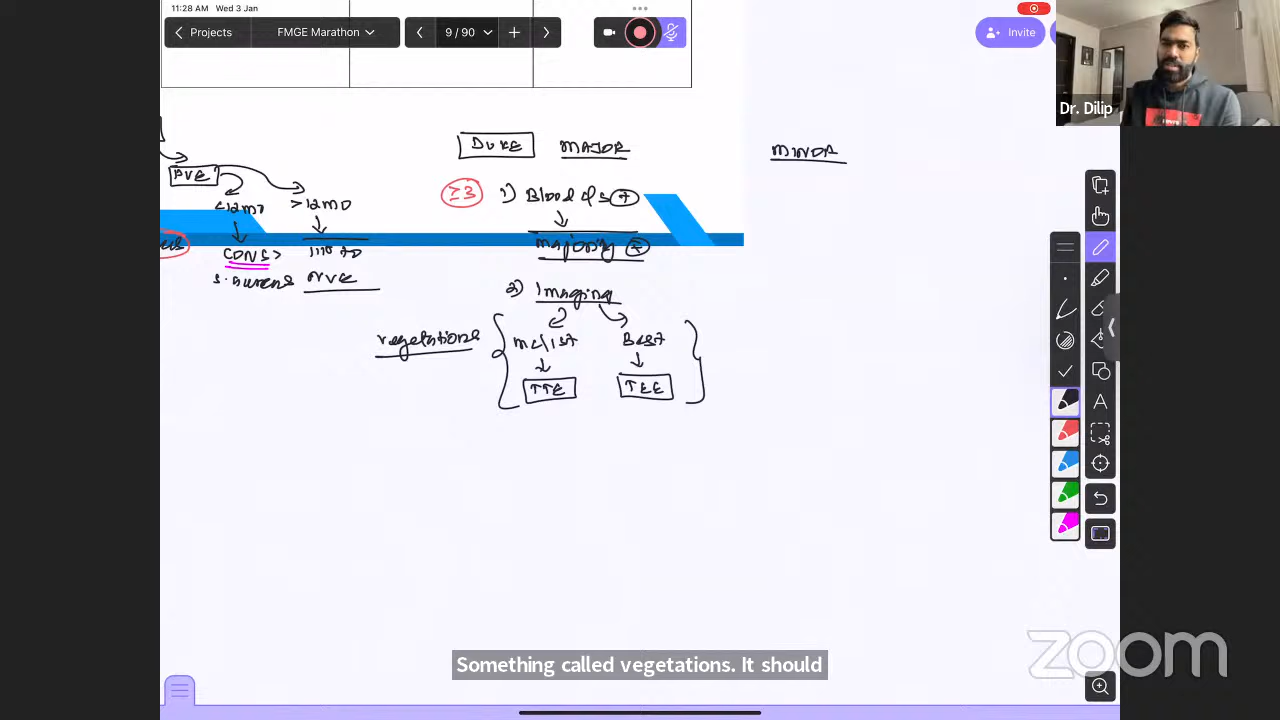 11:28 AM Wed 3 Jan
Projects
FMGE Marathon
9 / 90
Invite
Dr. Dilip
DUKE MAJOR
MINOR
PVE
≥3 1) Blood c/s +
<12mo >12mo
majority
CONS >
S. aureus NVE
2) Imaging
vegetations
Best
TTE TEE
Something called vegetations. It should
zoom